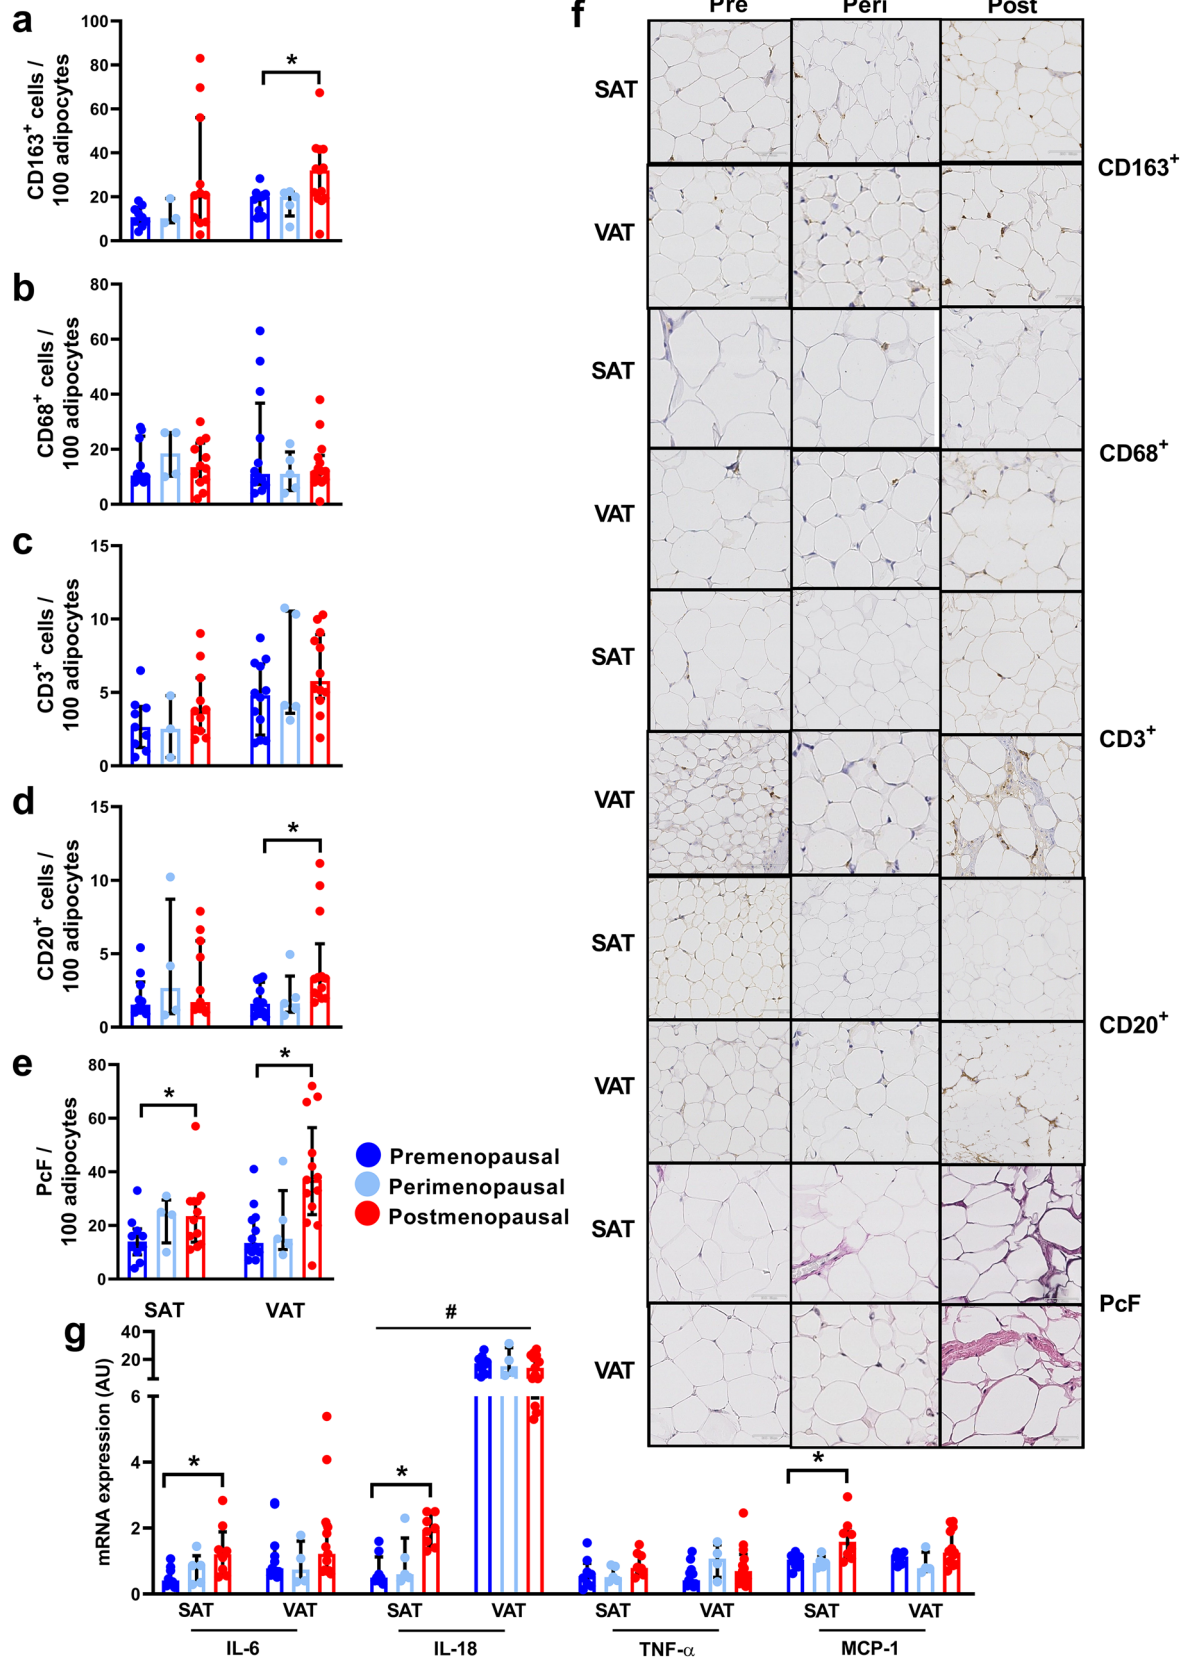 a
CD163+ cells /
100 adipocytes
100
80
60
40
20
0
*
b
CD68+ cells /
100 adipocytes
80
60
40
20
0
c
CD3+ cells /
100 adipocytes
15
10
5
0
d
CD20+ cells /
100 adipocytes
15
10
5
0
*
e
PcF /
100 adipocytes
80
60
40
20
0
*
*
SAT
VAT
Premenopausal
Perimenopausal
Postmenopausal
f
Pre
Peri
Post
SAT
VAT
CD163+
SAT
VAT
CD68+
SAT
VAT
CD3+
SAT
VAT
CD20+
SAT
VAT
PcF
g
mRNA expression (AU)
40
20
6
4
2
0
*
*
#
*
SAT
VAT
SAT
VAT
SAT
VAT
SAT
VAT
IL-6
IL-18
TNF-α
MCP-1